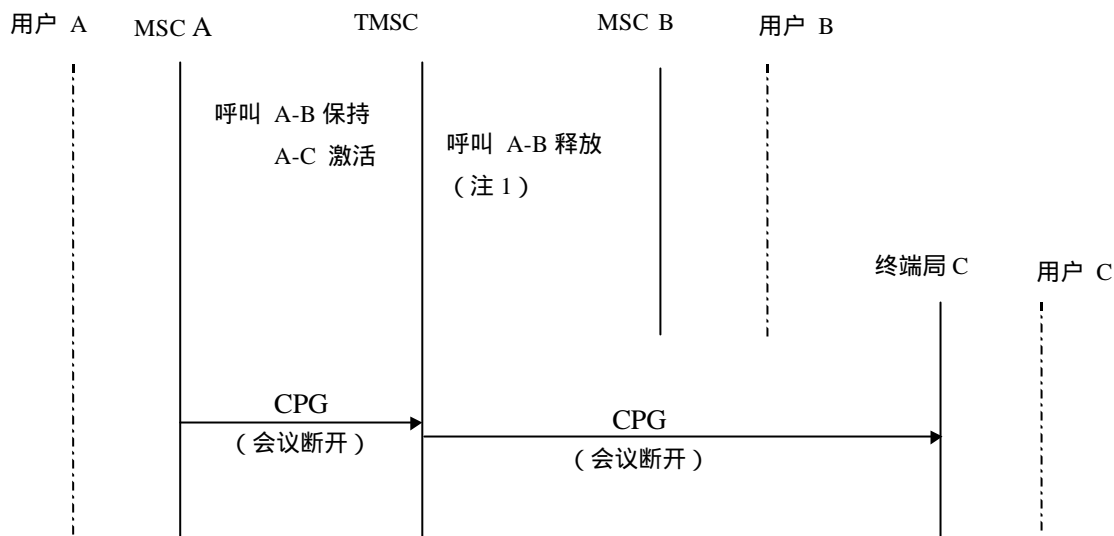 用户 A MSC A TMSC MSC B 用户 B
呼叫 A-B 保持
A-C 激活
呼叫 A-B 释放
（注 1）
终端局 C 用户 C
CPG
（会议断开）
CPG
（会议断开）